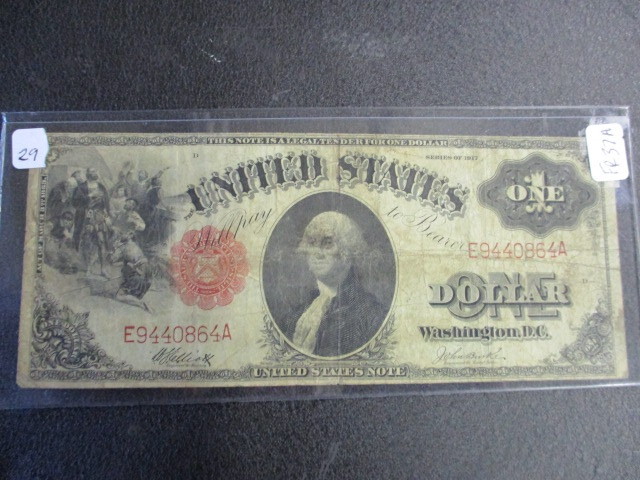 29
FR37A
THIS NOTE IS A LEGAL TENDER FOR ONE DOLLAR
SERIES OF 1917
D
UNITED STATES
ONE
Will pay to Bearer
E9440864A
ONE
DOLLAR
D
Washington, D.C.
E9440864A
UNITED STATES NOTE